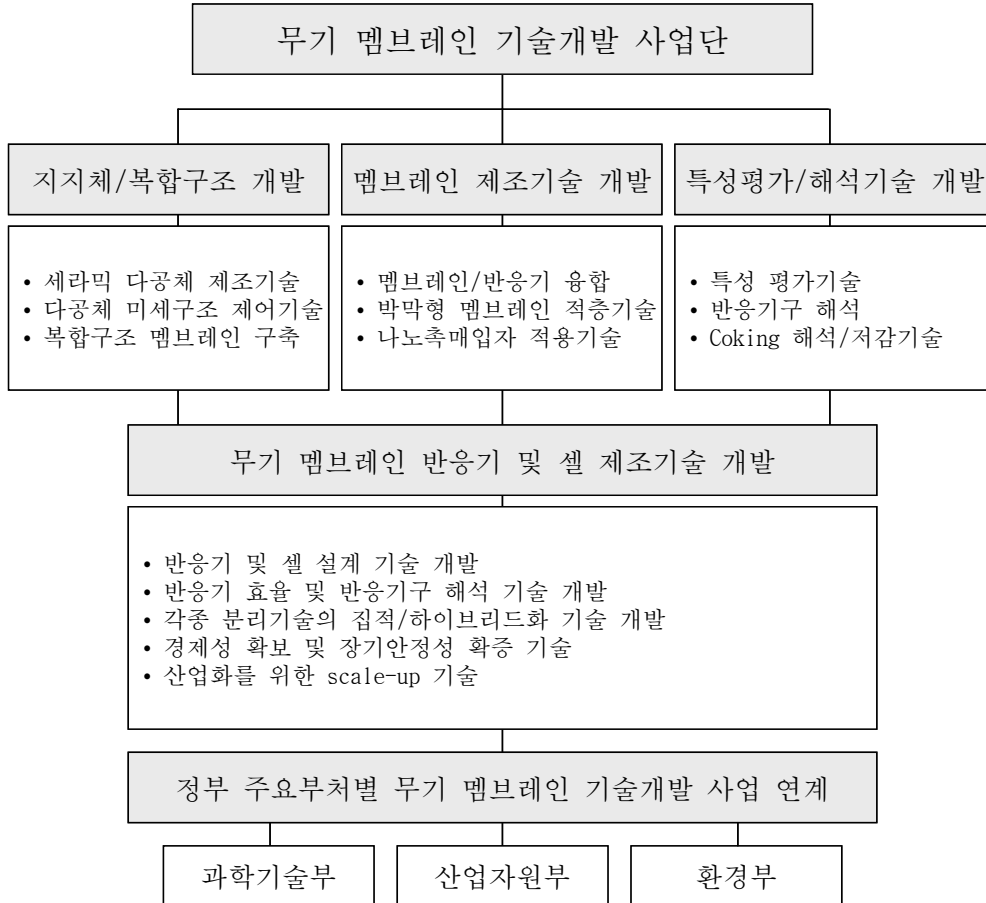 무기 멤브레인 기술개발 사업단
지지체/복합구조 개발
• 세라믹 다공체 제조기술
• 다공체 미세구조 제어기술
• 복합구조 멤브레인 구축
멤브레인 제조기술 개발
• 멤브레인/반응기 융합
• 박막형 멤브레인 적층기술
• 나노촉매입자 적용기술
특성평가/해석기술 개발
• 특성 평가기술
• 반응기구 해석
• Coking 해석/저감기술
무기 멤브레인 반응기 및 셀 제조기술 개발
• 반응기 및 셀 설계 기술 개발
• 반응기 효율 및 반응기구 해석 기술 개발
• 각종 분리기술의 집적/하이브리드화 기술 개발
• 경제성 확보 및 장기안정성 확증 기술
• 산업화를 위한 scale-up 기술
정부 주요부처별 무기 멤브레인 기술개발 사업 연계
과학기술부
산업자원부
환경부